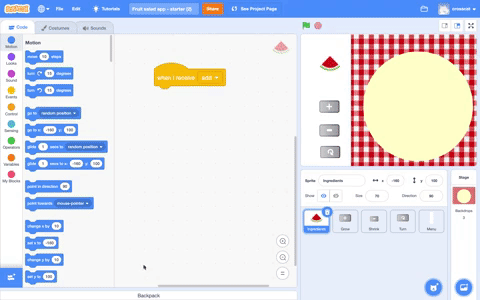 SCRATCH
File
Edit
Tutorials
Fruit salad app - starter [3]
Share
See Project Page
Code
Costumes
Sounds
Motion
Looks
Sound
Events
Control
Sensing
Operators
Variables
My Blocks
Motion
move 10 steps
turn 15 degrees
turn 15 degrees
go to random position
go to x: -160 y: 100
glide 1 secs to random position
glide 1 secs to x: -160 y: 100
point in direction 90
point towards mouse-pointer
change x by 10
set x to -160
change y by 10
set y to 100
when I receive add
Sprite
Ingredients
x
-160
y
100
Show
Size
70
Direction
90
Ingredients
Grow
Shrink
Turn
Menu
Stage
Backdrops
Backpack